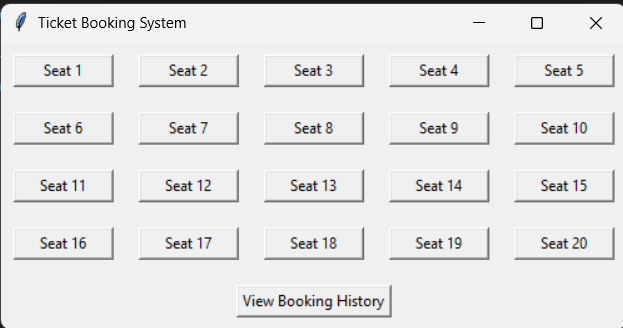 Ticket Booking System
Seat 1 Seat 2 Seat 3 Seat 4 Seat 5
Seat 6 Seat 7 Seat 8 Seat 9 Seat 10
Seat 11 Seat 12 Seat 13 Seat 14 Seat 15
Seat 16 Seat 17 Seat 18 Seat 19 Seat 20
View Booking History